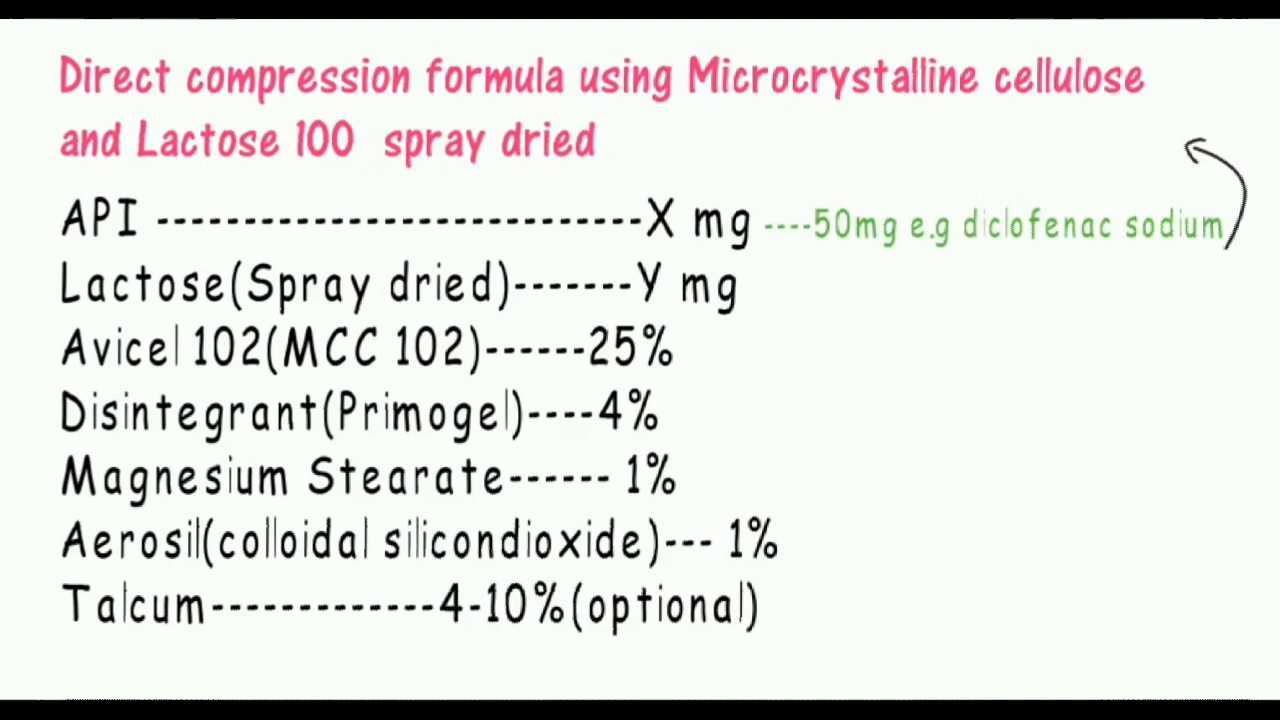 Direct compression formula using Microcrystalline cellulose
and Lactose 100 spray dried
API ----------------------------X mg ----50mg e.g diclofenac sodium
Lactose(Spray dried)-------Y mg
Avicel 102(MCC 102)------25%
Disintegrant(Primogel)----4%
Magnesium Stearate------ 1%
Aerosil(colloidal silicondioxide)--- 1%
Talcum-------------4-10%(optional)